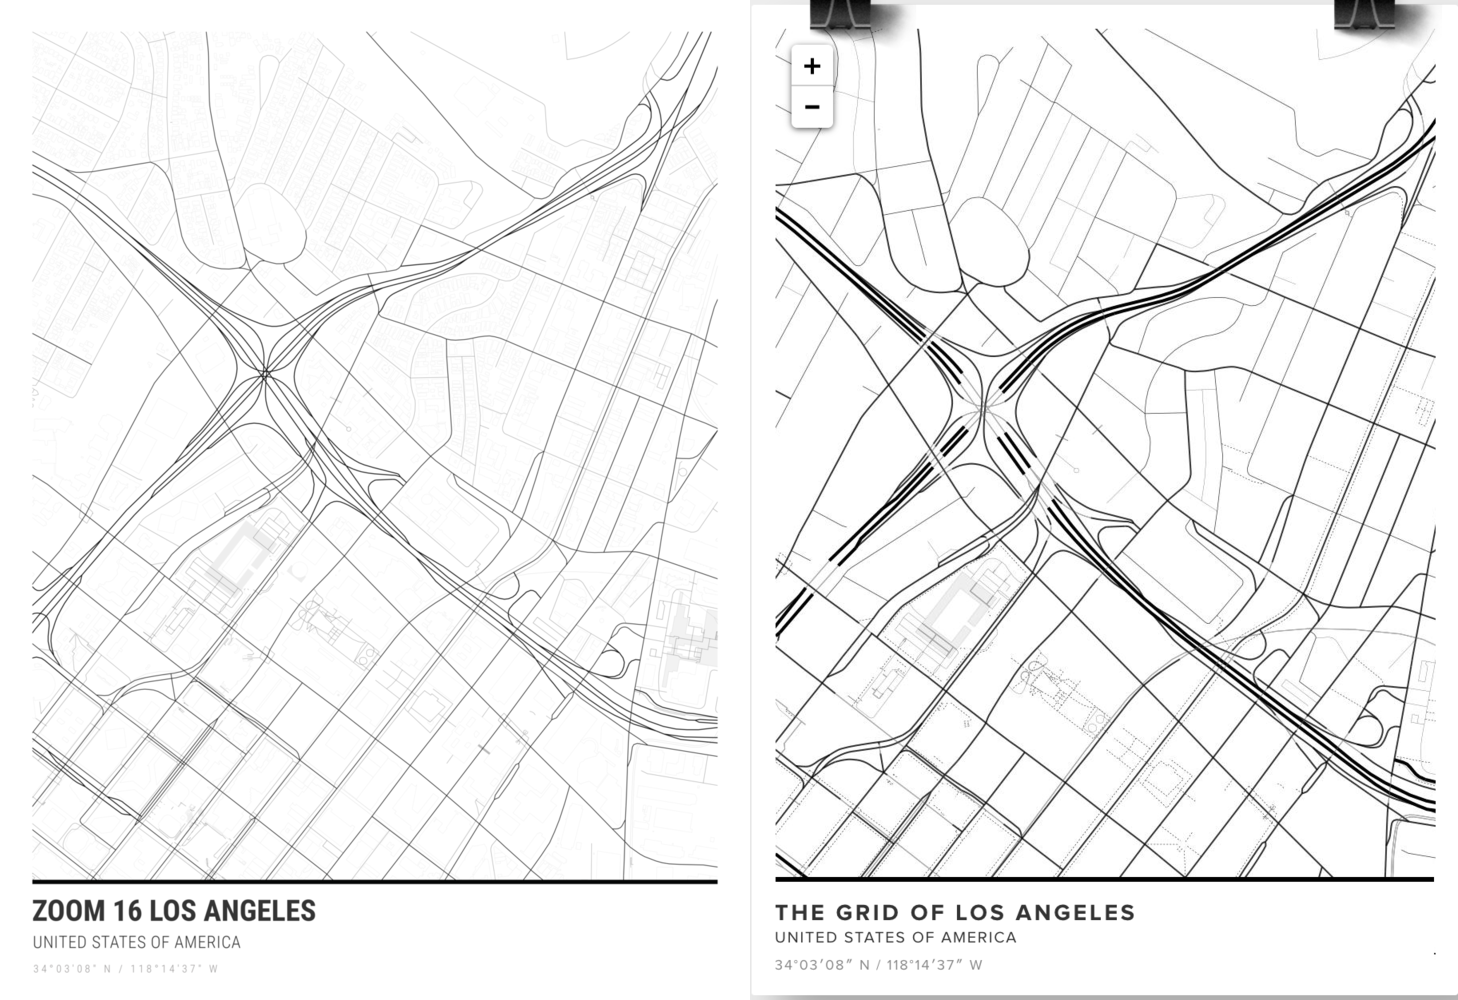 ZOOM 16 LOS ANGELES
UNITED STATES OF AMERICA
34°03'08" N / 118°14'37" W
+
−
THE GRID OF LOS ANGELES
UNITED STATES OF AMERICA
34°03′08″ N / 118°14′37″ W